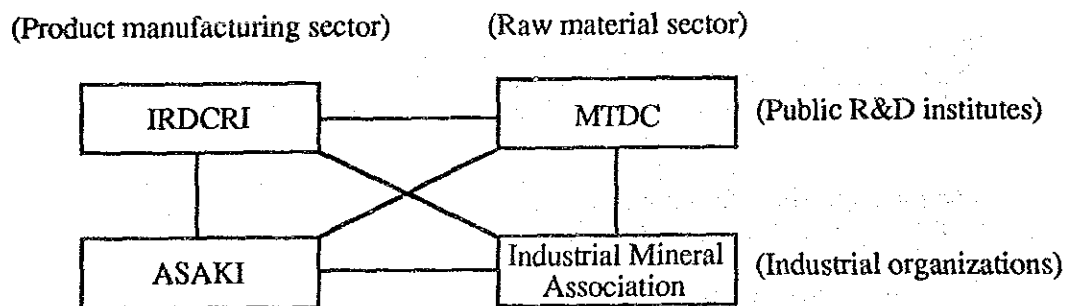 (Product manufacturing sector) (Raw material sector)
IRDCRI MTDC (Public R&D institutes)
ASAKI Industrial Mineral Association (Industrial organizations)